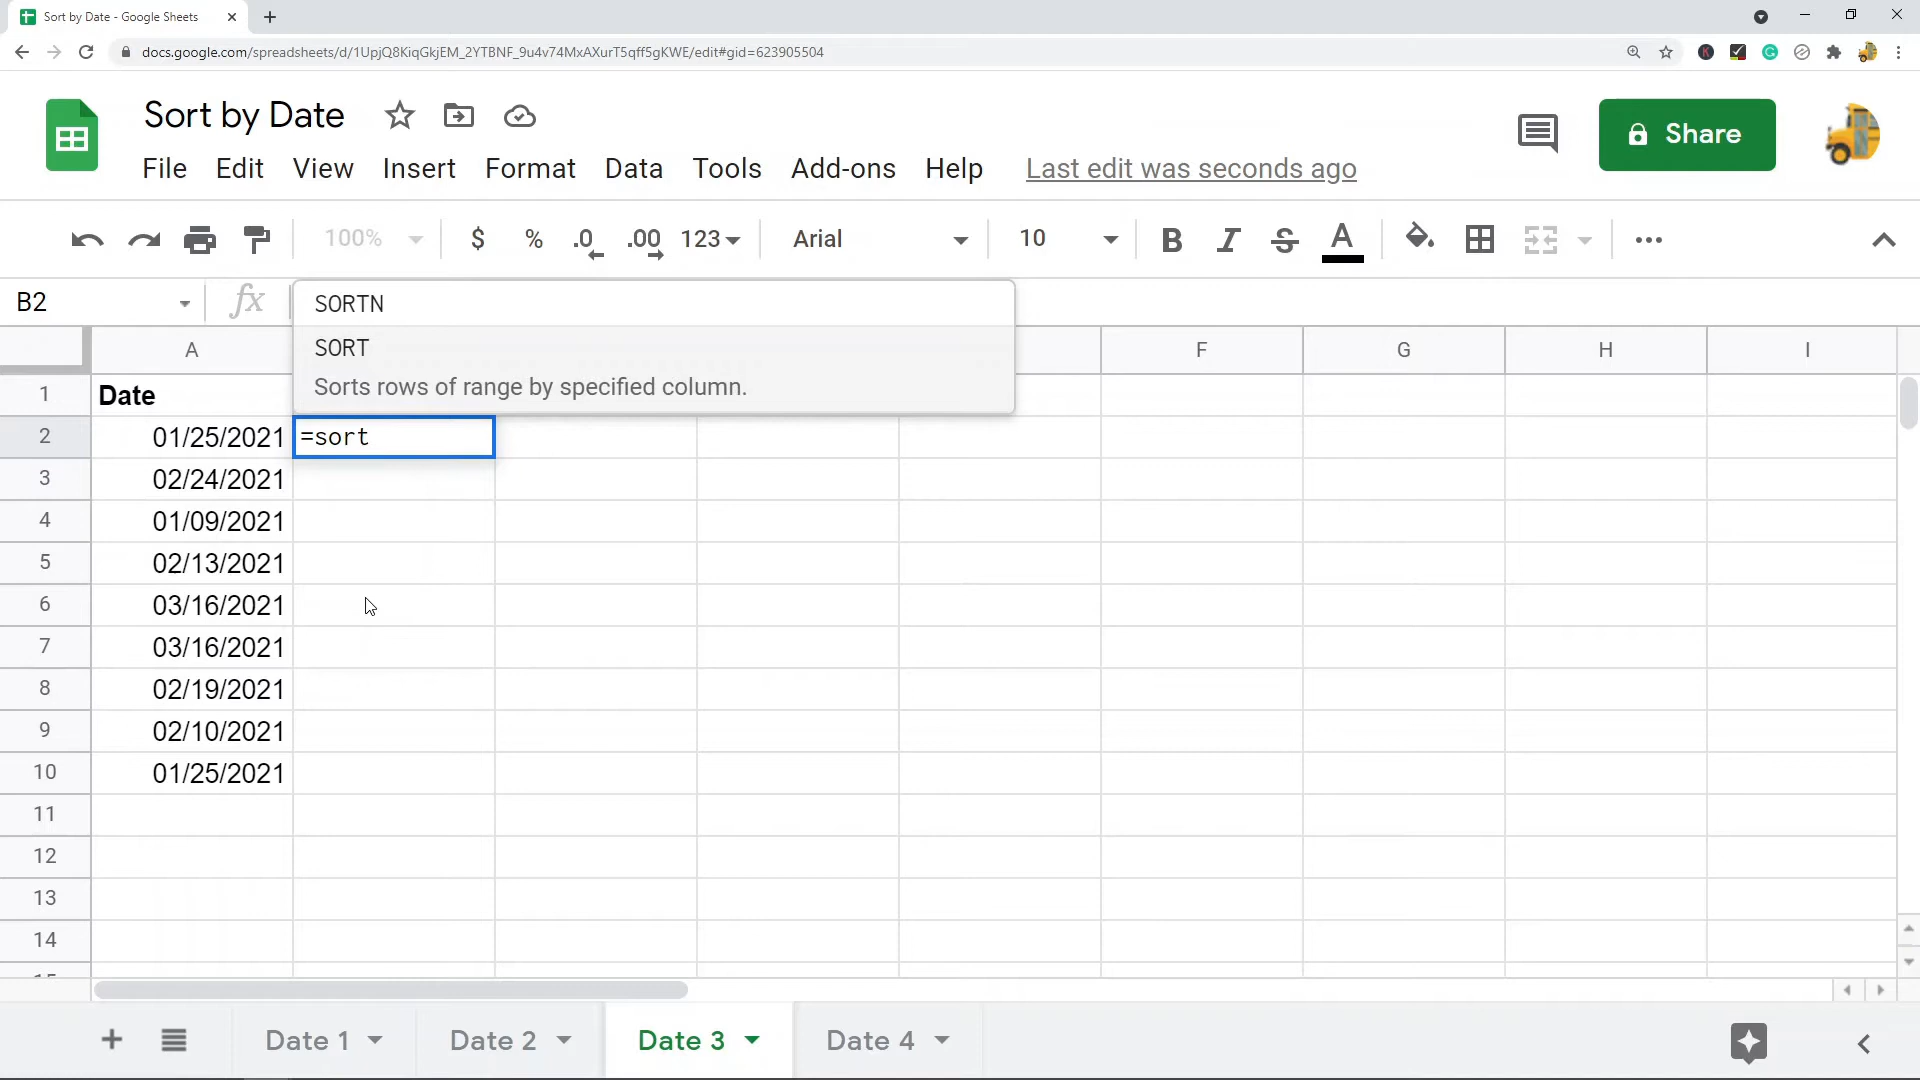 Sort by Date - Google Sheets
docs.google.com/spreadsheets/d/1UpjQ8KiqGkjEM_2YTBNF_9u4v74MxAXurT5qff5gKWE/edit#gid=623905504
Sort by Date
Share
File Edit View Insert Format Data Tools Add-ons Help Last edit was seconds ago
100% $ % .0 .00 123 Arial 10 B I S A
B2 fx
SORTN
SORT
Sorts rows of range by specified column.
A F G H I
1 Date
2 01/25/2021 =sort
3 02/24/2021
4 01/09/2021
5 02/13/2021
6 03/16/2021
7 03/16/2021
8 02/19/2021
9 02/10/2021
10 01/25/2021
11
12
13
14
Date 1 Date 2 Date 3 Date 4